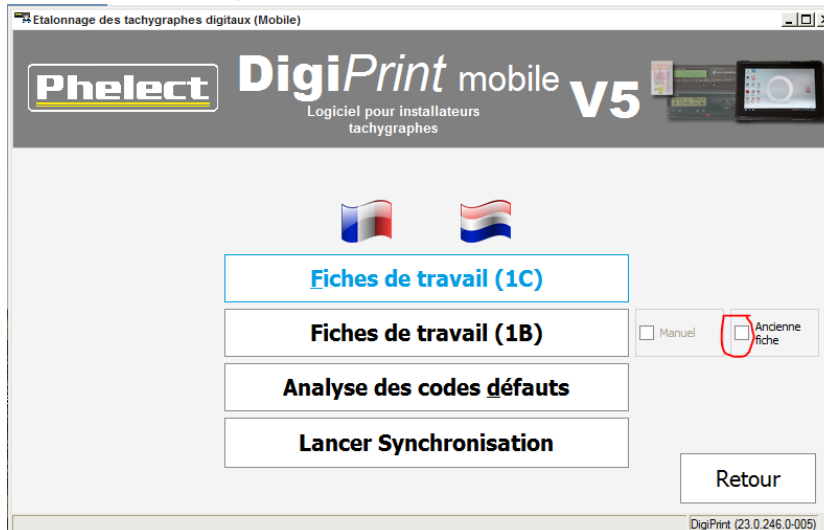 Etalonnage des tachygraphes digitaux (Mobile)
Phelect
DigiPrint mobile V5
Logiciel pour installateurs
tachygraphes
Fiches de travail (1C)
Fiches de travail (1B)
Manuel
Ancienne
fiche
Analyse des codes défauts
Lancer Synchronisation
Retour
DigiPrint (23.0.246.0-005)